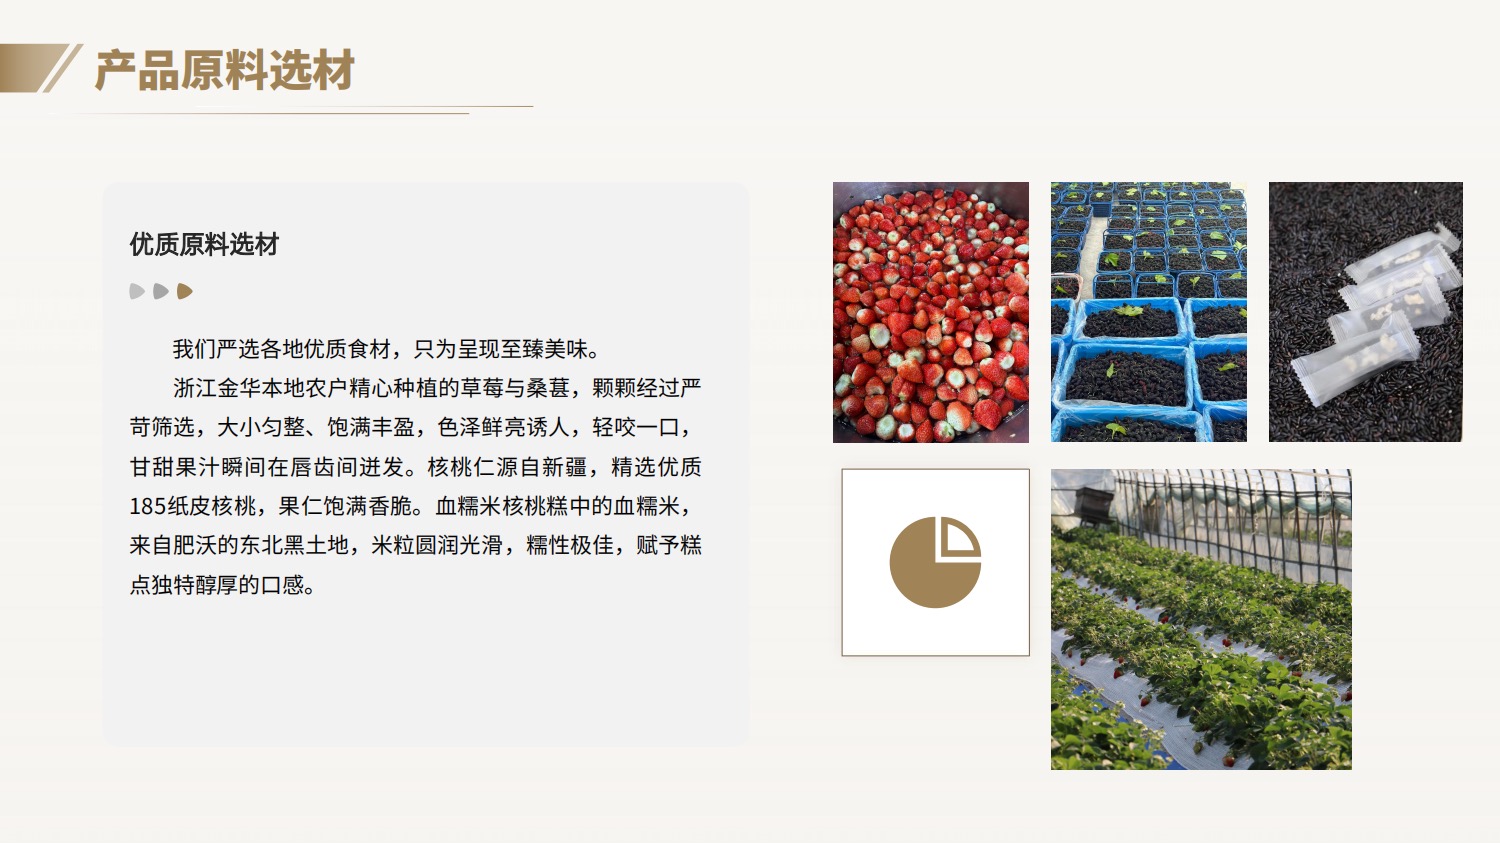 产品原料选材
优质原料选材
我们严选各地优质食材，只为呈现至臻美味。
浙江金华本地农户精心种植的草莓与桑葚，颗颗经过严
苛筛选，大小匀整、饱满丰盈，色泽鲜亮诱人，轻咬一口，
甘甜果汁瞬间在唇齿间迸发。核桃仁源自新疆，精选优质
185纸皮核桃，果仁饱满香脆。血糯米核桃糕中的血糯米，
来自肥沃的东北黑土地，米粒圆润光滑，糯性极佳，赋予糕
点独特醇厚的口感。